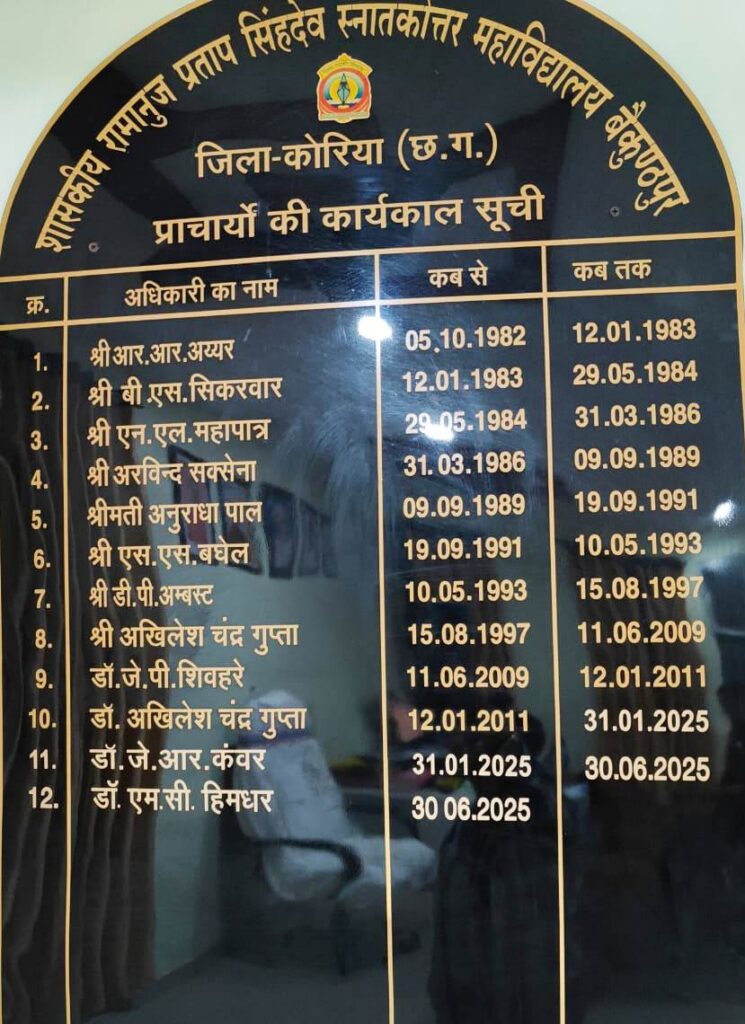 शासकीय रामानुज प्रताप सिंहदेव स्नातकोत्तर महाविद्यालय बैकुण्ठपुर
जिला-कोरिया (छ.ग.)
प्राचार्यो की कार्यकाल सूची
क्र. अधिकारी का नाम कब से कब तक
1. श्री आर.आर.अय्यर 05.10.1982 12.01.1983
2. श्री बी.एस.सिकरवार 12.01.1983 29.05.1984
3. श्री एन.एल.महापात्र 29.05.1984 31.03.1986
4. श्री अरविन्द सक्सेना 31.03.1986 09.09.1989
5. श्रीमती अनुराधा पाल 09.09.1989 19.09.1991
6. श्री एस.एस.बघेल 19.09.1991 10.05.1993
7. श्री डी.पी.अम्बस्ट 10.05.1993 15.08.1997
8. श्री अखिलेश चंद्र गुप्ता 15.08.1997 11.06.2009
9. डॉ.जे.पी.शिवहरे 11.06.2009 12.01.2011
10. डॉ. अखिलेश चंद्र गुप्ता 12.01.2011 31.01.2025
11. डॉ.जे.आर.कंवर 31.01.2025 30.06.2025
12. डॉ. एम.सी. हिमधर 30 06.2025